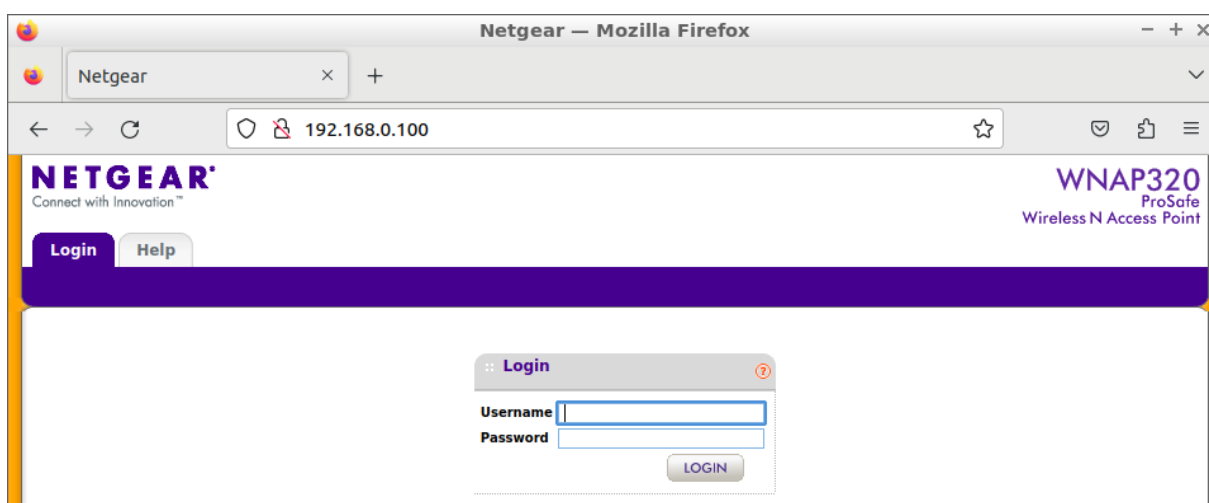 Netgear — Mozilla Firefox
Netgear
192.168.0.100
NETGEAR
Connect with Innovation™
WNAP320
ProSafe
Wireless N Access Point
Login Help
:: Login ?
Username
Password
LOGIN